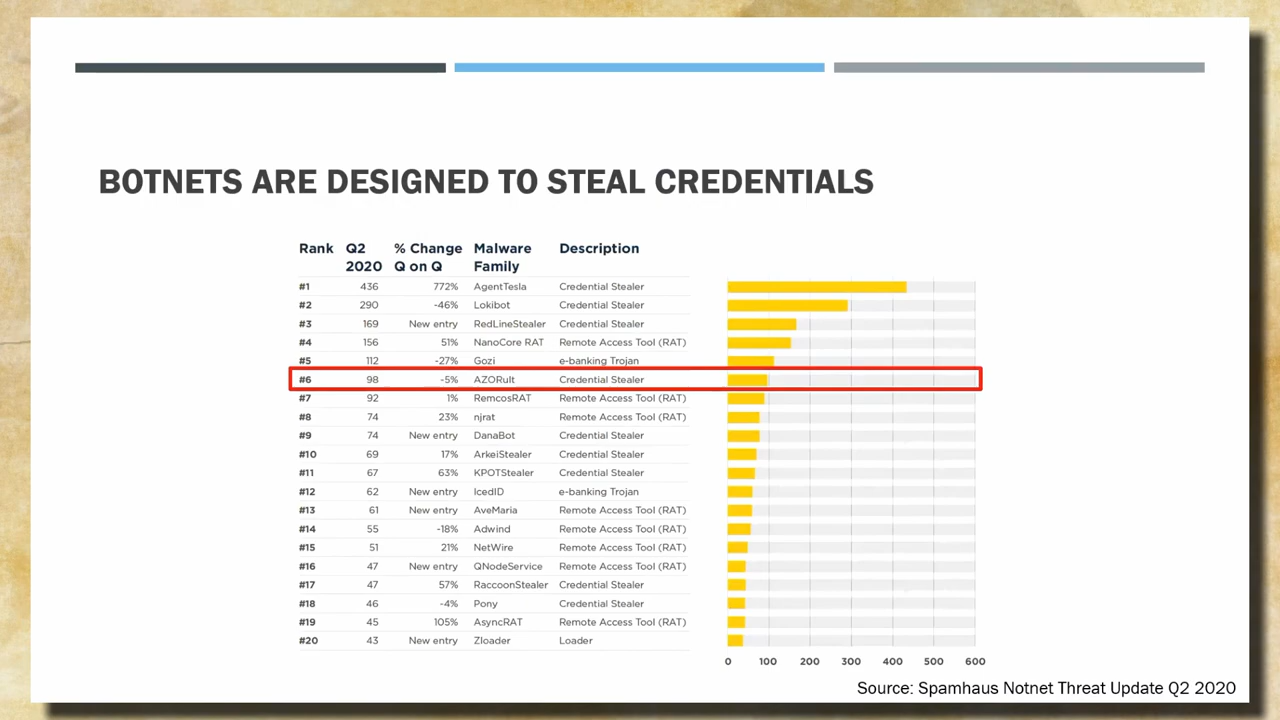 BOTNETS ARE DESIGNED TO STEAL CREDENTIALS
Rank Q2 2020 % Change Q on Q Malware Family Description
#1 436 772% AgentTesla Credential Stealer
#2 290 -46% Lokibot Credential Stealer
#3 169 New entry RedLineStealer Credential Stealer
#4 156 51% NanoCore RAT Remote Access Tool (RAT)
#5 112 -27% Gozi e-banking Trojan
#6 98 -5% AZORult Credential Stealer
#7 92 1% RemcosRAT Remote Access Tool (RAT)
#8 74 23% njrat Remote Access Tool (RAT)
#9 74 New entry DanaBot Credential Stealer
#10 69 17% ArkeiStealer Credential Stealer
#11 67 63% KPOTStealer Credential Stealer
#12 62 New entry IcedID e-banking Trojan
#13 61 New entry AveMaria Remote Access Tool (RAT)
#14 55 -18% Adwind Remote Access Tool (RAT)
#15 51 21% NetWire Remote Access Tool (RAT)
#16 47 New entry QNodeService Remote Access Tool (RAT)
#17 47 57% RaccoonStealer Credential Stealer
#18 46 -4% Pony Credential Stealer
#19 45 105% AsyncRAT Remote Access Tool (RAT)
#20 43 New entry Zloader Loader
0 100 200 300 400 500 600
Source: Spamhaus Notnet Threat Update Q2 2020